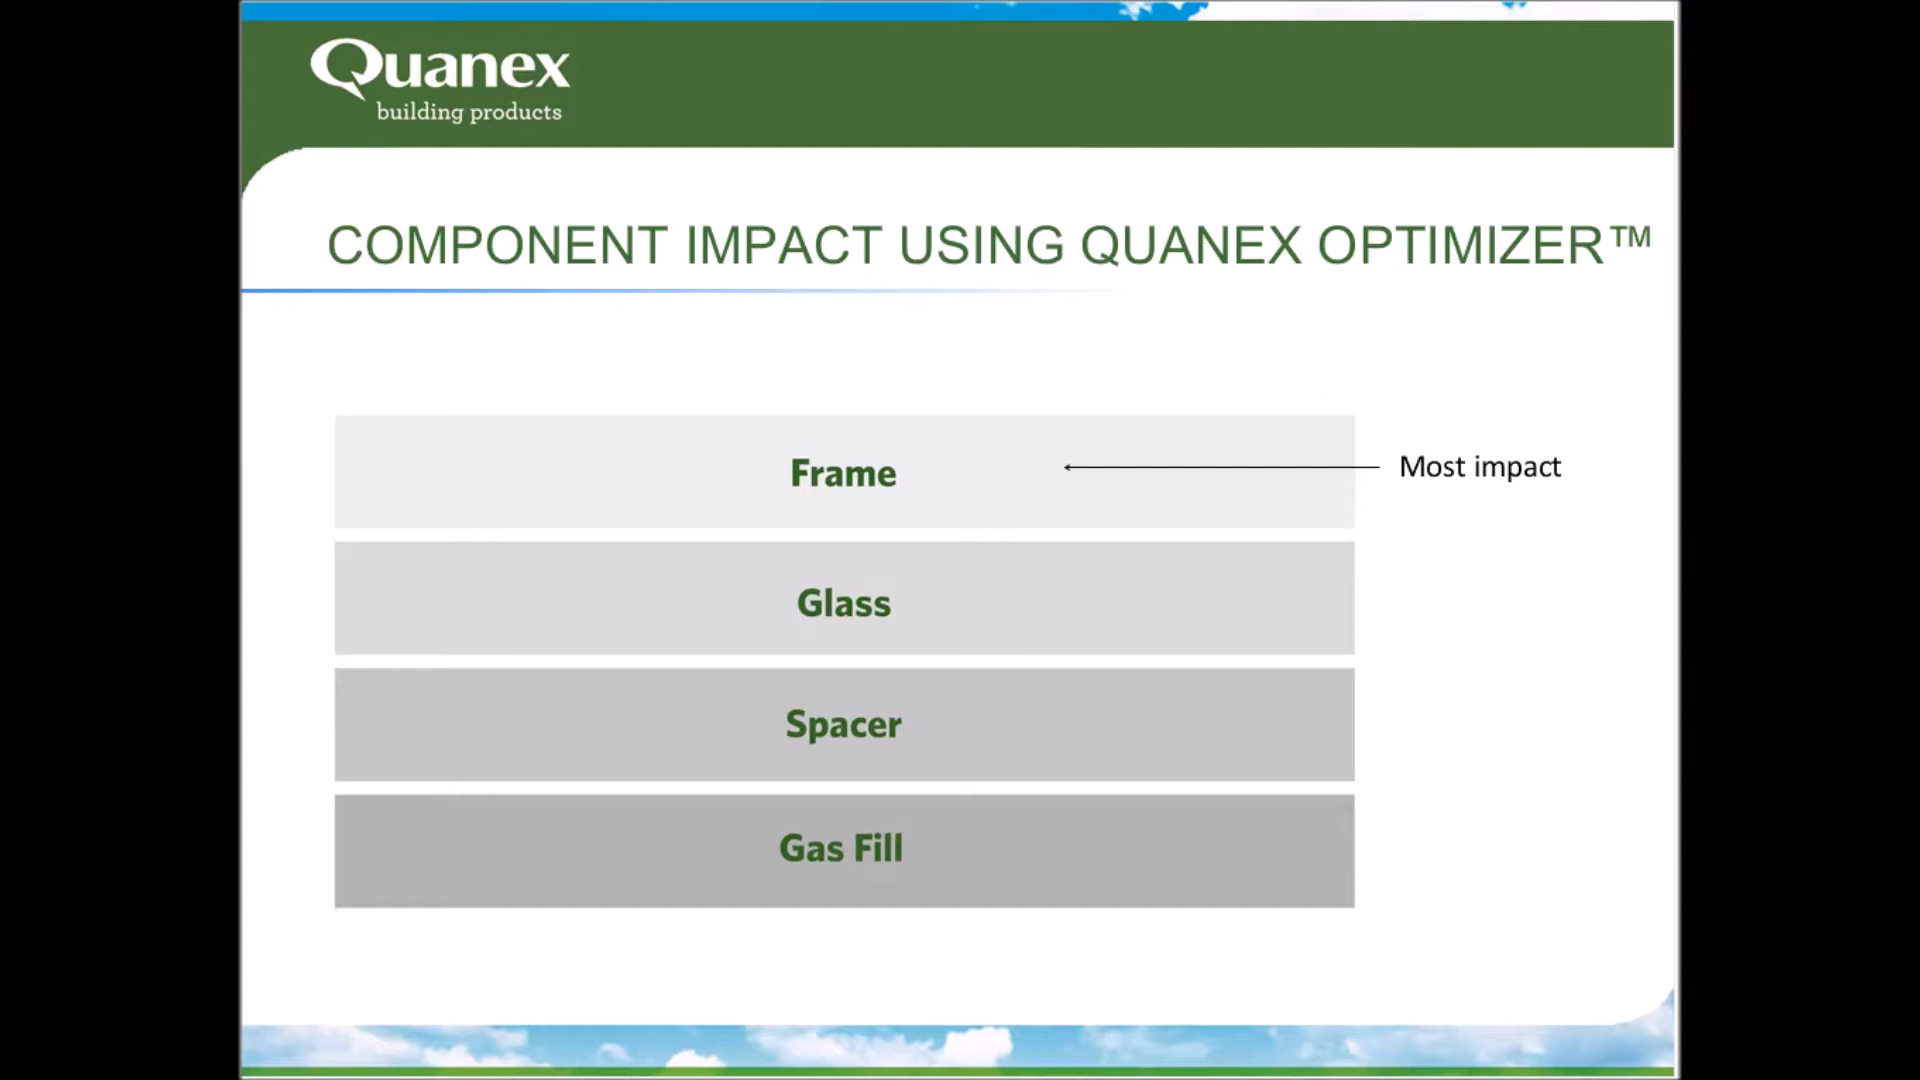 Quanex
building products
COMPONENT IMPACT USING QUANEX OPTIMIZER™
Frame
Most impact
Glass
Spacer
Gas Fill